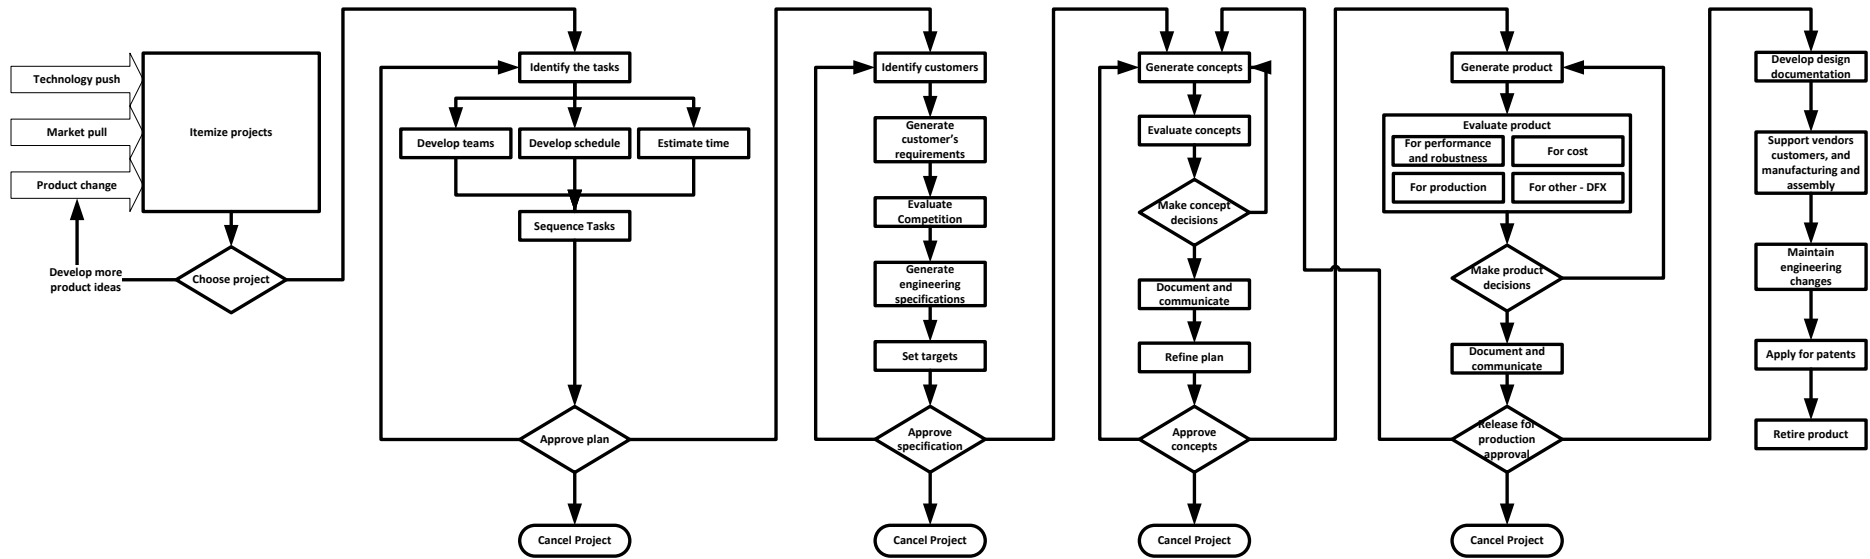 Technology push
Market pull
Product change
Itemize projects
Choose project
Develop more
product ideas
Identify the tasks
Develop teams
Develop schedule
Estimate time
Sequence Tasks
Approve plan
Cancel Project
Identify customers
Generate
customer's
requirements
Evaluate
Competition
Generate
engineering
specifications
Set targets
Approve
specification
Cancel Project
Generate concepts
Evaluate concepts
Make concept
decisions
Document and
communicate
Refine plan
Approve
concepts
Cancel Project
Generate product
Evaluate product
For performance
and robustness
For cost
For production
For other - DFX
Make product
decisions
Document and
communicate
Release for
production
approval
Cancel Project
Develop design
documentation
Support vendors
customers, and
manufacturing and
assembly
Maintain
engineering
changes
Apply for patents
Retire product